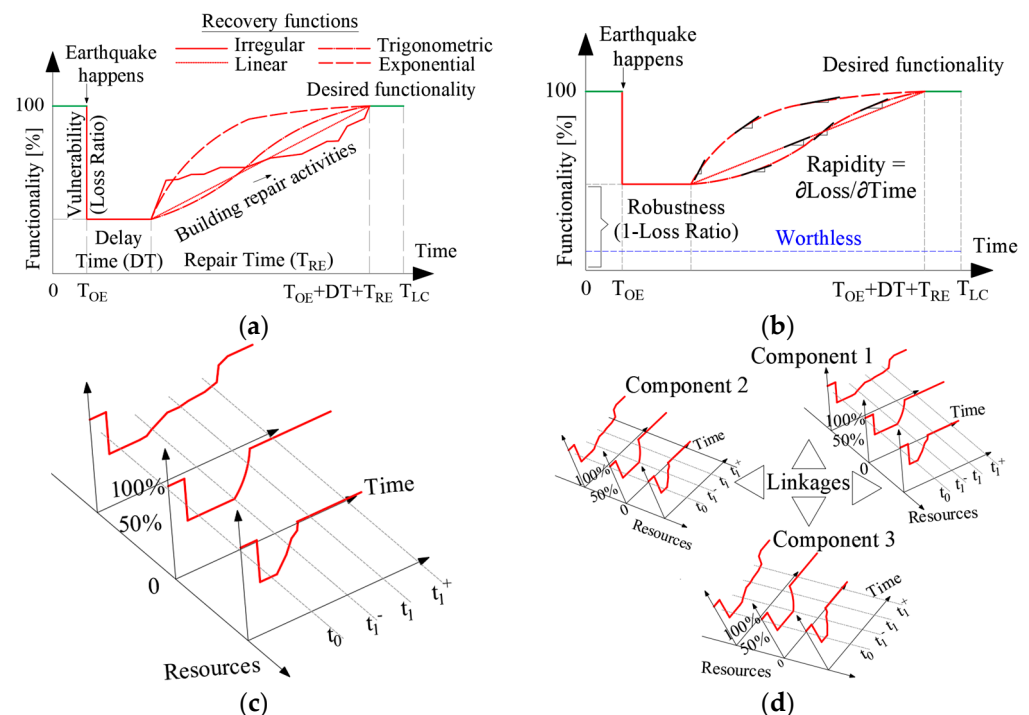 (a)
Recovery functions
Irregular
Trigonometric
Linear
Exponential
Earthquake
happens
Desired functionality
100
Functionality [%]
Vulnerability
(Loss Ratio)
Building repair activities
Delay
Time (DT)
Repair Time (TRE)
Time
0
TOE
TOE+DT+TRE
TLC
(a)
(b)
Earthquake
happens
Desired functionality
100
Functionality [%]
Rapidity =
∂Loss/∂Time
Robustness
(1-Loss Ratio)
Worthless
Time
0
TOE
TOE+DT+TRE
TLC
(b)
100%
50%
0
Time
t0
t1-
t1
t1+
Resources
(c)
Component 1
100%
50%
0
Time
t0
t1-
t1
t1+
Resources
Component 2
100%
50%
0
Time
t0
t1-
t1
t1+
Resources
Linkages
Component 3
100%
50%
0
Time
t0
t1-
t1
t1+
Resources
(d)